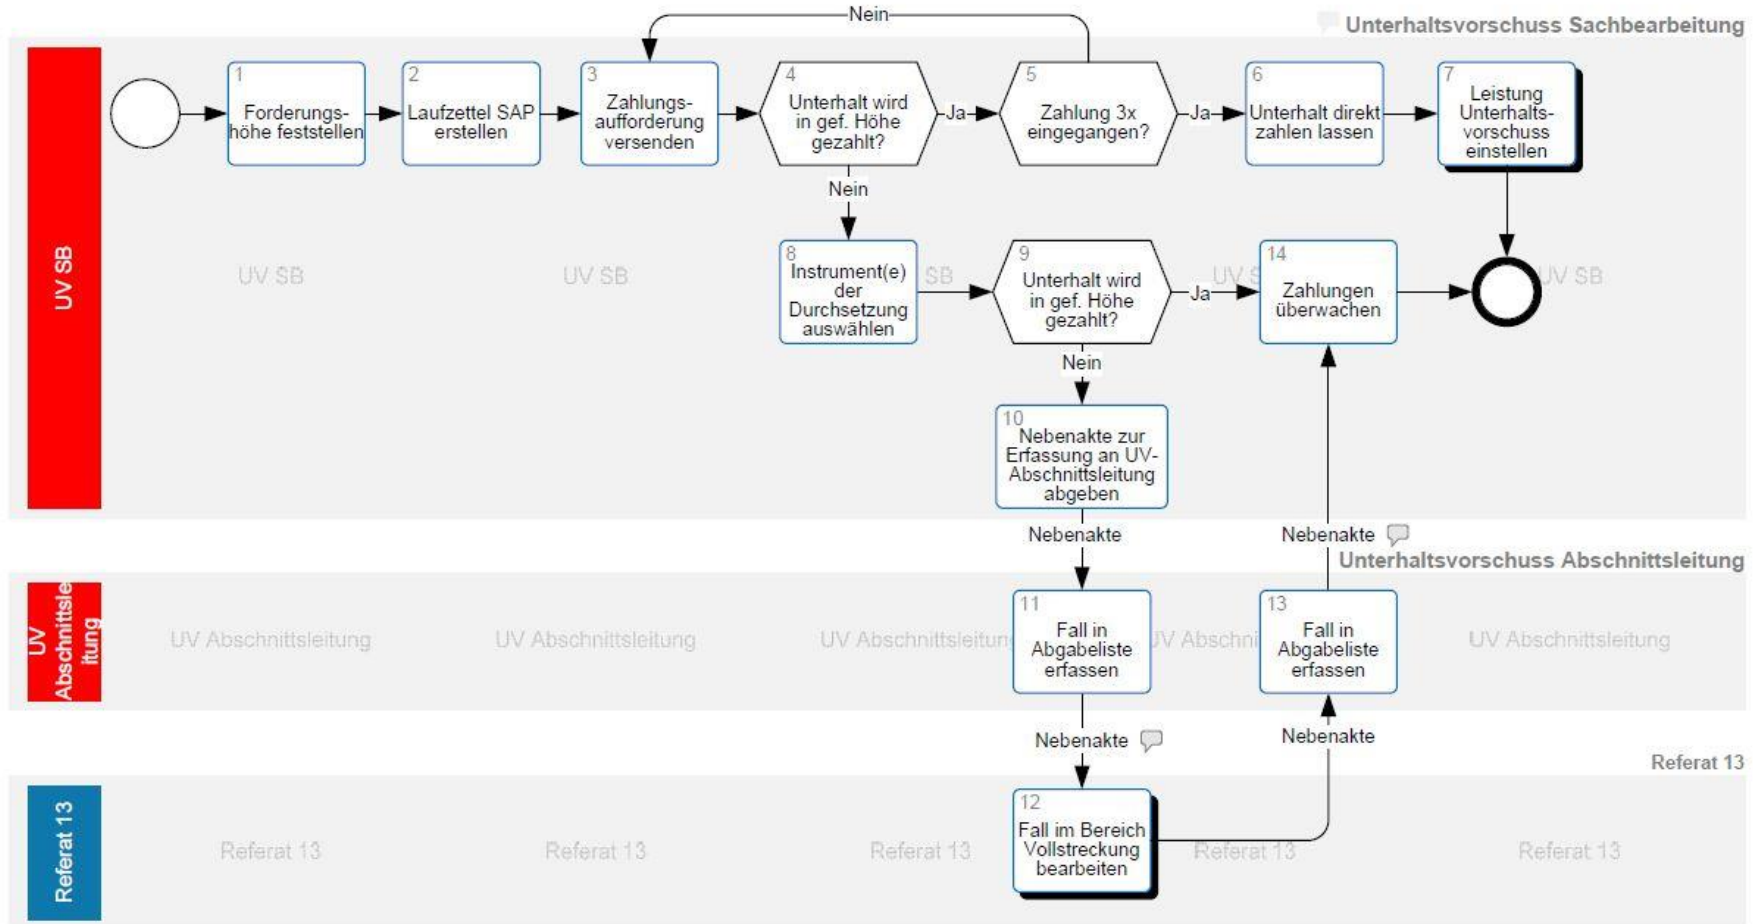 Nein
Unterhaltsvorschuss Sachbearbeitung
UV SB
1
Forderungs-
höhe feststellen
2
Laufzettel SAP
erstellen
3
Zahlungs-
aufforderung
versenden
4
Unterhalt wird
in gef. Höhe
gezahlt?
Ja
5
Zahlung 3x
eingegangen?
Ja
6
Unterhalt direkt
zahlen lassen
7
Leistung
Unterhalts-
vorschuss
einstellen
Nein
UV SB
UV SB
8
Instrument(e)
der
Durchsetzung
auswählen
SB
9
Unterhalt wird
in gef. Höhe
gezahlt?
Ja
UV S
14
Zahlungen
überwachen
UV SB
Nein
10
Nebenakte zur
Erfassung an UV-
Abschnittsleitung
abgeben
Nebenakte
Nebenakte
Unterhaltsvorschuss Abschnittsleitung
UV
Abschnittsle
itung
UV Abschnittsleitung
UV Abschnittsleitung
UV Abschnittsleitun
11
Fall in
Abgabeliste
erfassen
UV Abschni
13
Fall in
Abgabeliste
erfassen
UV Abschnittsleitung
Nebenakte
Nebenakte
Referat 13
Referat 13
Referat 13
Referat 13
Referat 13
12
Fall im Bereich
Vollstreckung
bearbeiten
Referat 13
Referat 13